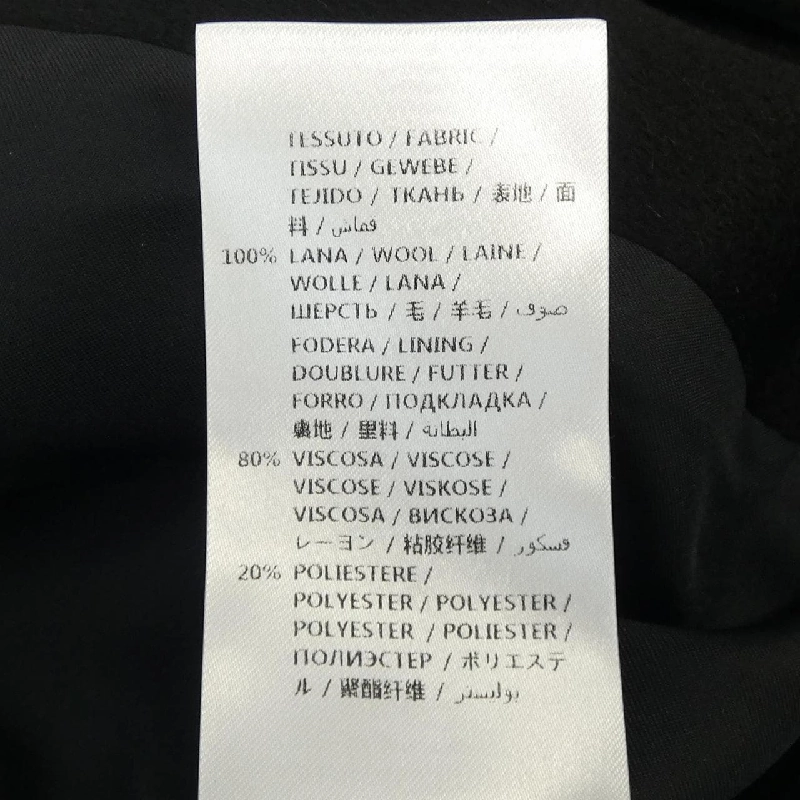 TESSUTO / FABRIC /
TISSU / GEWEBE /
TEJIDO / ТКАНЬ / 表地 / 面
料 / قماش
100% LANA / WOOL / LAINE /
WOLLE / LANA /
ШЕРСТЬ / 毛 / 羊毛 / صوف
FODERA / LINING /
DOUBLURE / FUTTER /
FORRO / ПОДКЛАДКА /
裏地 / 里料 / البطانة
80% VISCOSA / VISCOSE /
VISCOSE / VISKOSE /
VISCOSA / ВИСКОЗА /
レーヨン / 粘胶纤维 / فسكوز
20% POLIESTERE /
POLYESTER / POLYESTER /
POLYESTER / POLIESTER /
ПОЛИЭСТЕР / ポリエステ
ル / 聚酯纤维 / بوليستر